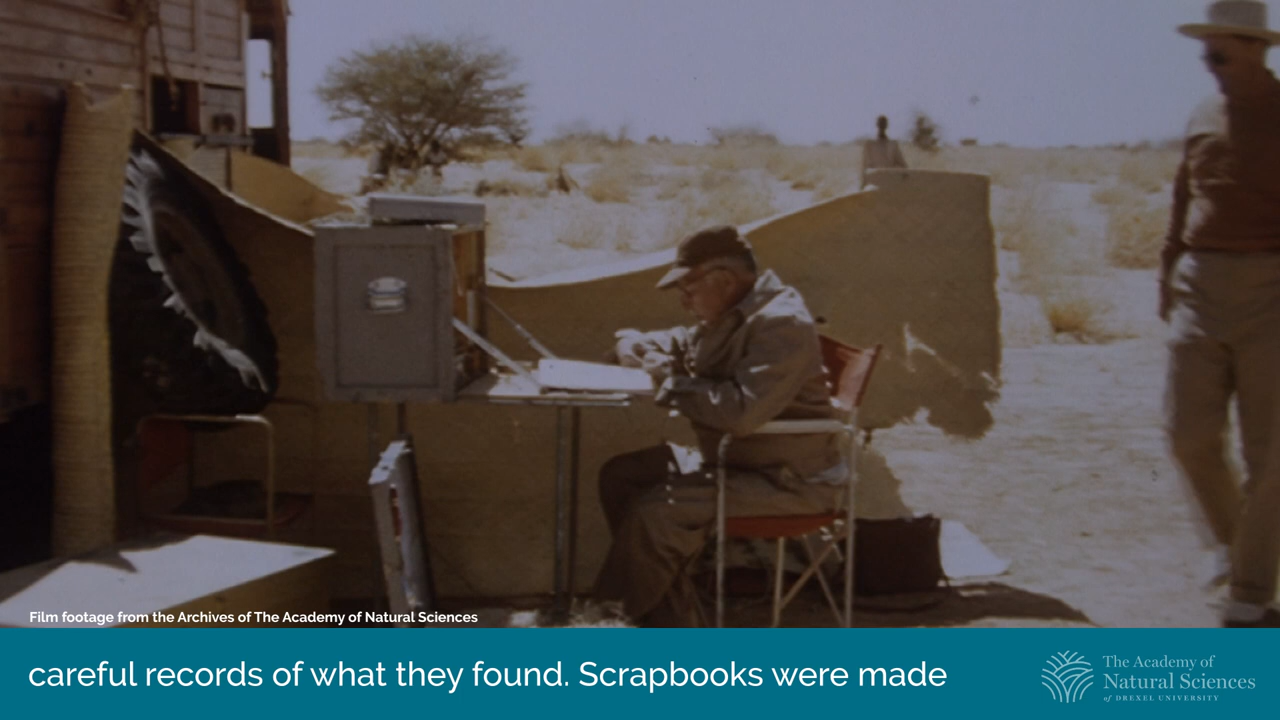 Film footage from the Archives of The Academy of Natural Sciences
careful records of what they found. Scrapbooks were made
The Academy of
Natural Sciences
of DREXEL UNIVERSITY